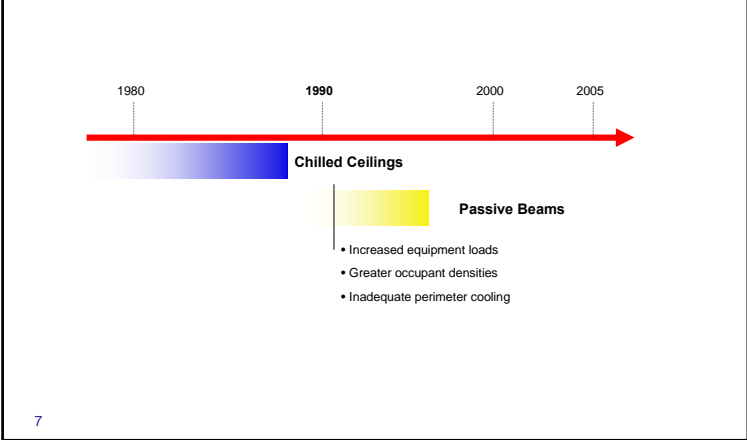 1980 1990 2000 2005
Chilled Ceilings
Passive Beams
• Increased equipment loads
• Greater occupant densities
• Inadequate perimeter cooling
7